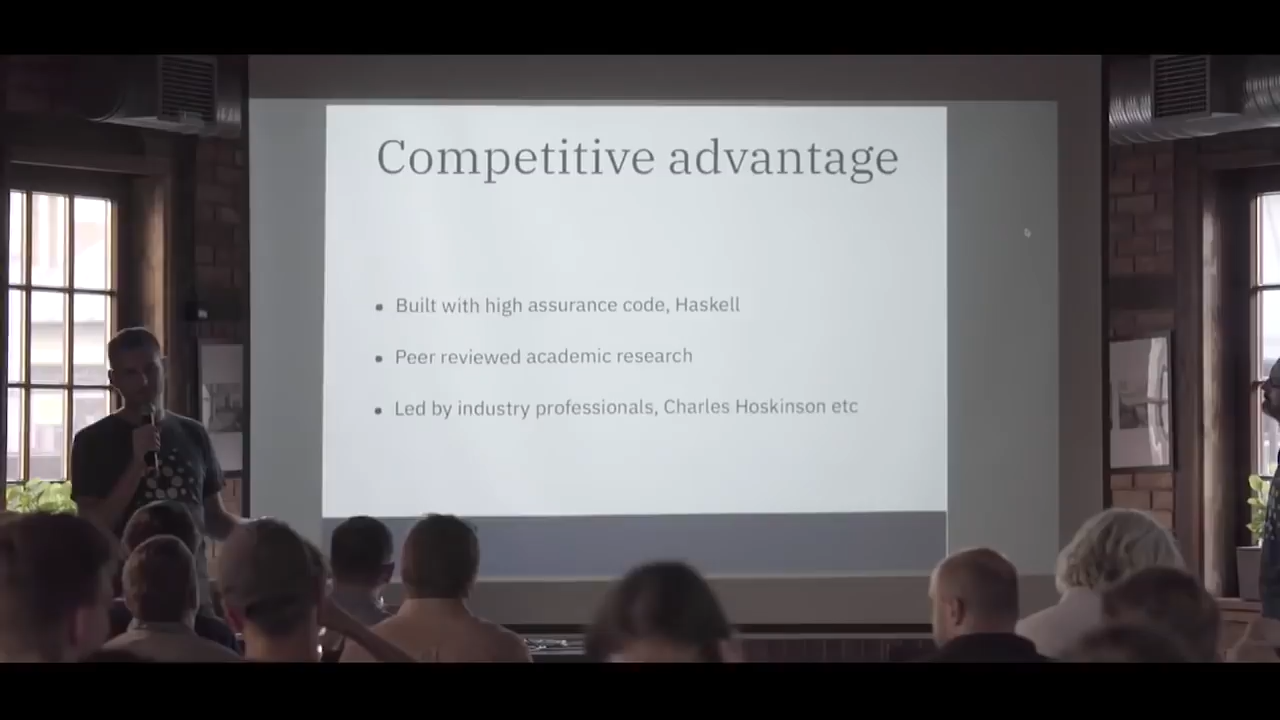 Competitive advantage
Built with high assurance code, Haskell
Peer reviewed academic research
Led by industry professionals, Charles Hoskinson etc